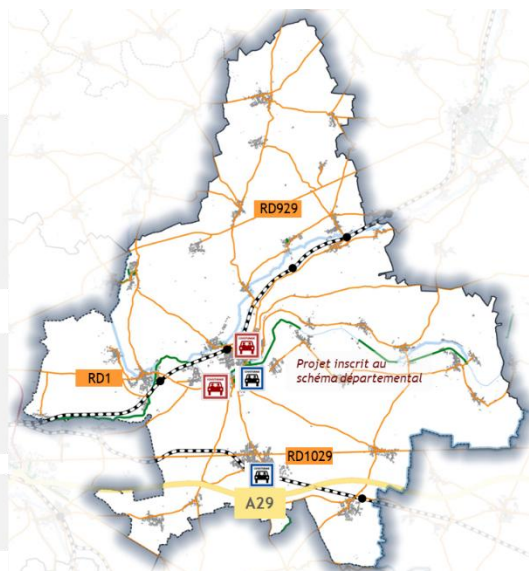 RD929
Projet inscrit au
schéma départemental
RD1
RD1029
A29